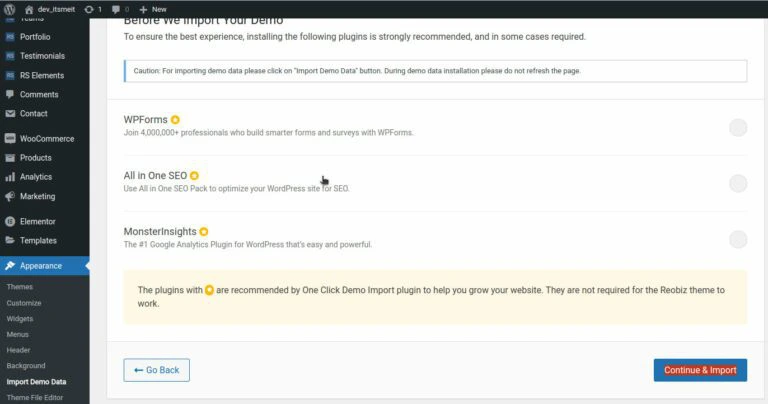 dev_itsmeit 1 New
Teams
Portfolio
Testimonials
RS Elements
Comments
Contact
WooCommerce
Products
Analytics
Marketing
Elementor
Templates
Appearance
Themes
Customize
Widgets
Menus
Header
Background
Import Demo Data
Theme File Editor
Before We Import Your Demo
To ensure the best experience, installing the following plugins is strongly recommended, and in some cases required.
Caution: For importing demo data please click on "Import Demo Data" button. During demo data installation please do not refresh the page.
WPForms
Join 4,000,000+ professionals who build smarter forms and surveys with WPForms.
All in One SEO
Use All in One SEO Pack to optimize your WordPress site for SEO.
MonsterInsights
The #1 Google Analytics Plugin for WordPress that's easy and powerful.
The plugins with are recommended by One Click Demo Import plugin to help you grow your website. They are not required for the Reobiz theme to
work.
Go Back
Continue & Import